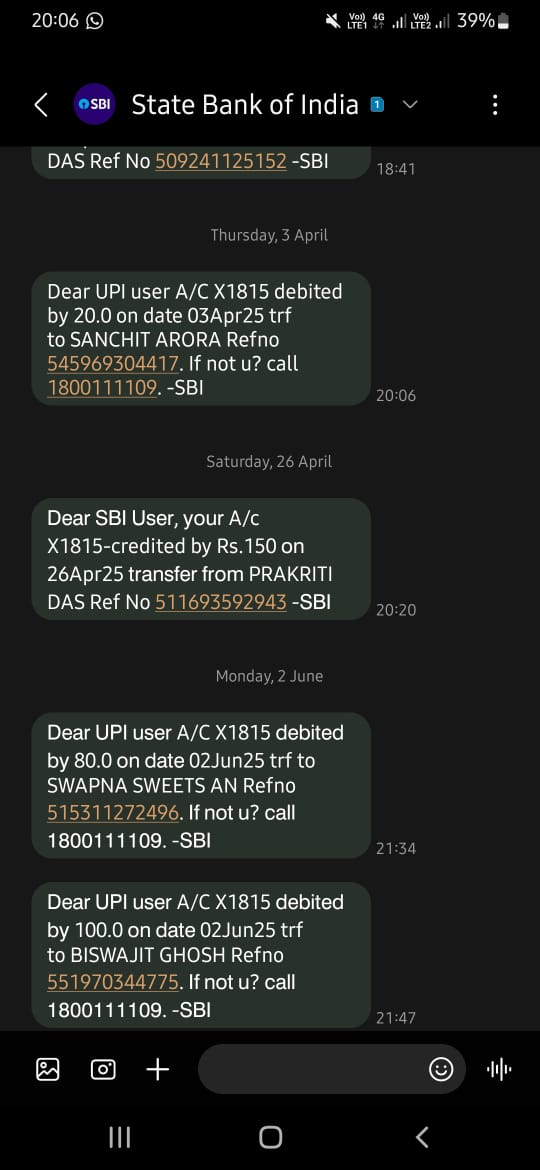 20:06
Vo)) LTE1 4G Vo)) LTE2 39%
SBI State Bank of India 1
DAS Ref No 509241125152 -SBI
18:41
Thursday, 3 April
Dear UPI user A/C X1815 debited
by 20.0 on date 03Apr25 trf
to SANCHIT ARORA Refno
545969304417. If not u? call
1800111109. -SBI
20:06
Saturday, 26 April
Dear SBI User, your A/c
X1815-credited by Rs.150 on
26Apr25 transfer from PRAKRITI
DAS Ref No 511693592943 -SBI
20:20
Monday, 2 June
Dear UPI user A/C X1815 debited
by 80.0 on date 02Jun25 trf to
SWAPNA SWEETS AN Refno
515311272496. If not u? call
1800111109. -SBI
21:34
Dear UPI user A/C X1815 debited
by 100.0 on date 02Jun25 trf
to BISWAJIT GHOSH Refno
551970344775. If not u? call
1800111109. -SBI
21:47